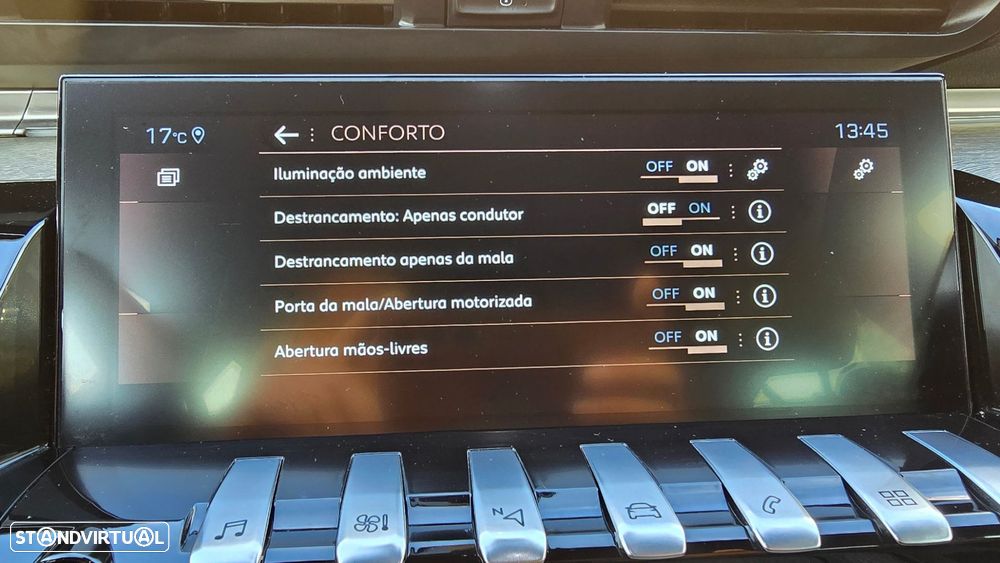 17°C
CONFORTO
13:45
Iluminação ambiente OFF ON
Destrancamento: Apenas condutor OFF ON
Destrancamento apenas da mala OFF ON
Porta da mala/Abertura motorizada OFF ON
Abertura mãos-livres OFF ON
N
STANDVIRTUAL